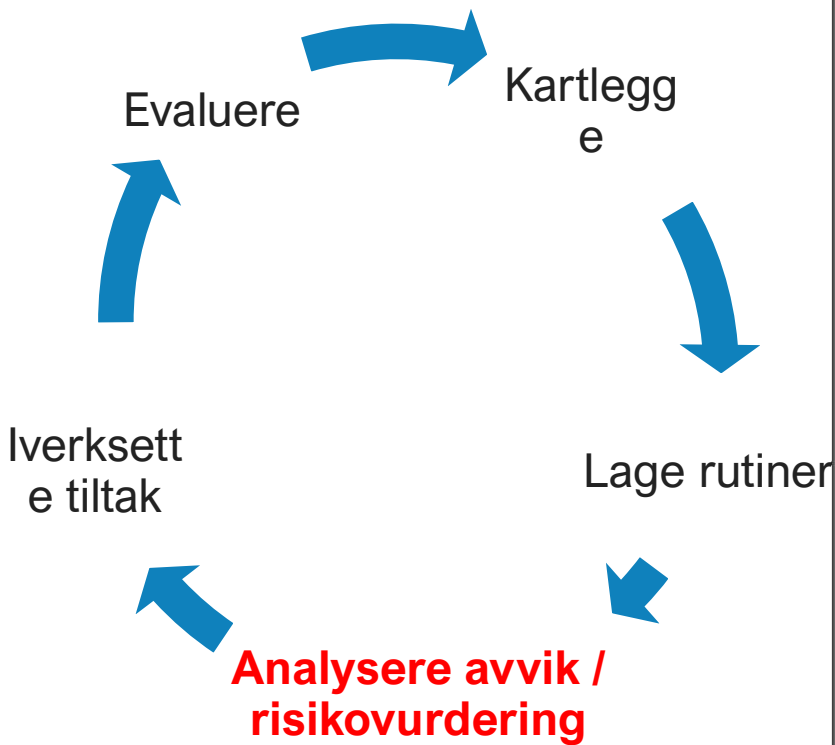 Evaluere
Kartlegg
e
Lage rutiner
Analysere avvik /
risikovurdering
Iverksett
e tiltak